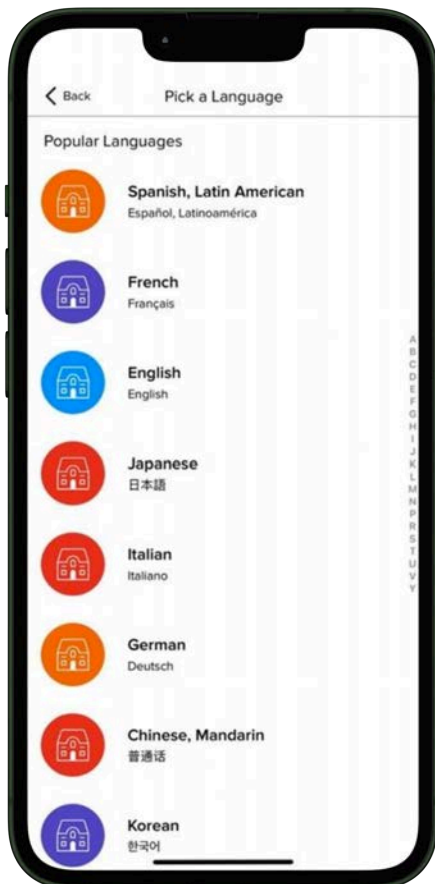 Back
Pick a Language
Popular Languages
Spanish, Latin American
Español, Latinoamérica
French
Français
English
English
Japanese
日本語
Italian
Italiano
German
Deutsch
Chinese, Mandarin
普通话
Korean
한국어
A
B
C
D
E
F
G
H
I
J
K
L
M
N
P
R
S
T
U
V
Y